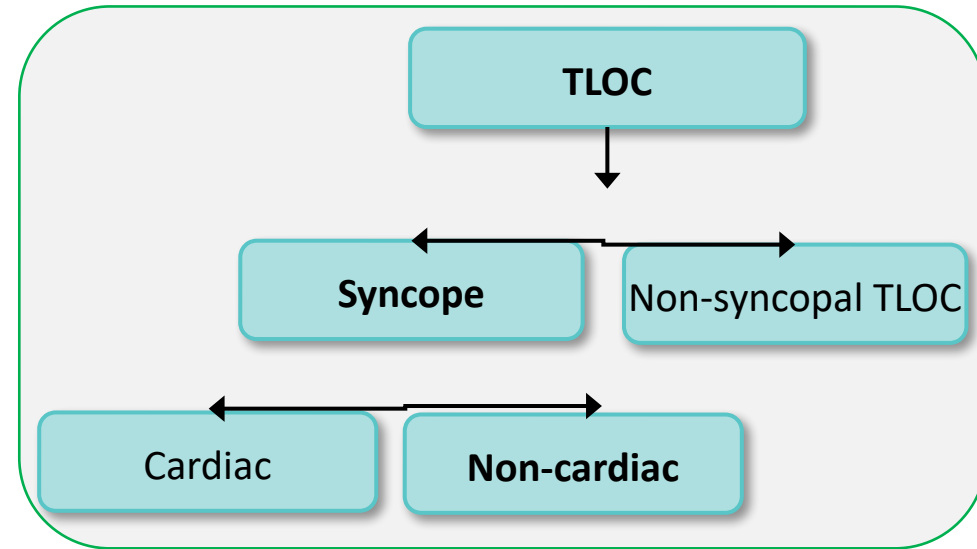 TLOC
Syncope
Non-syncopal TLOC
Cardiac
Non-cardiac